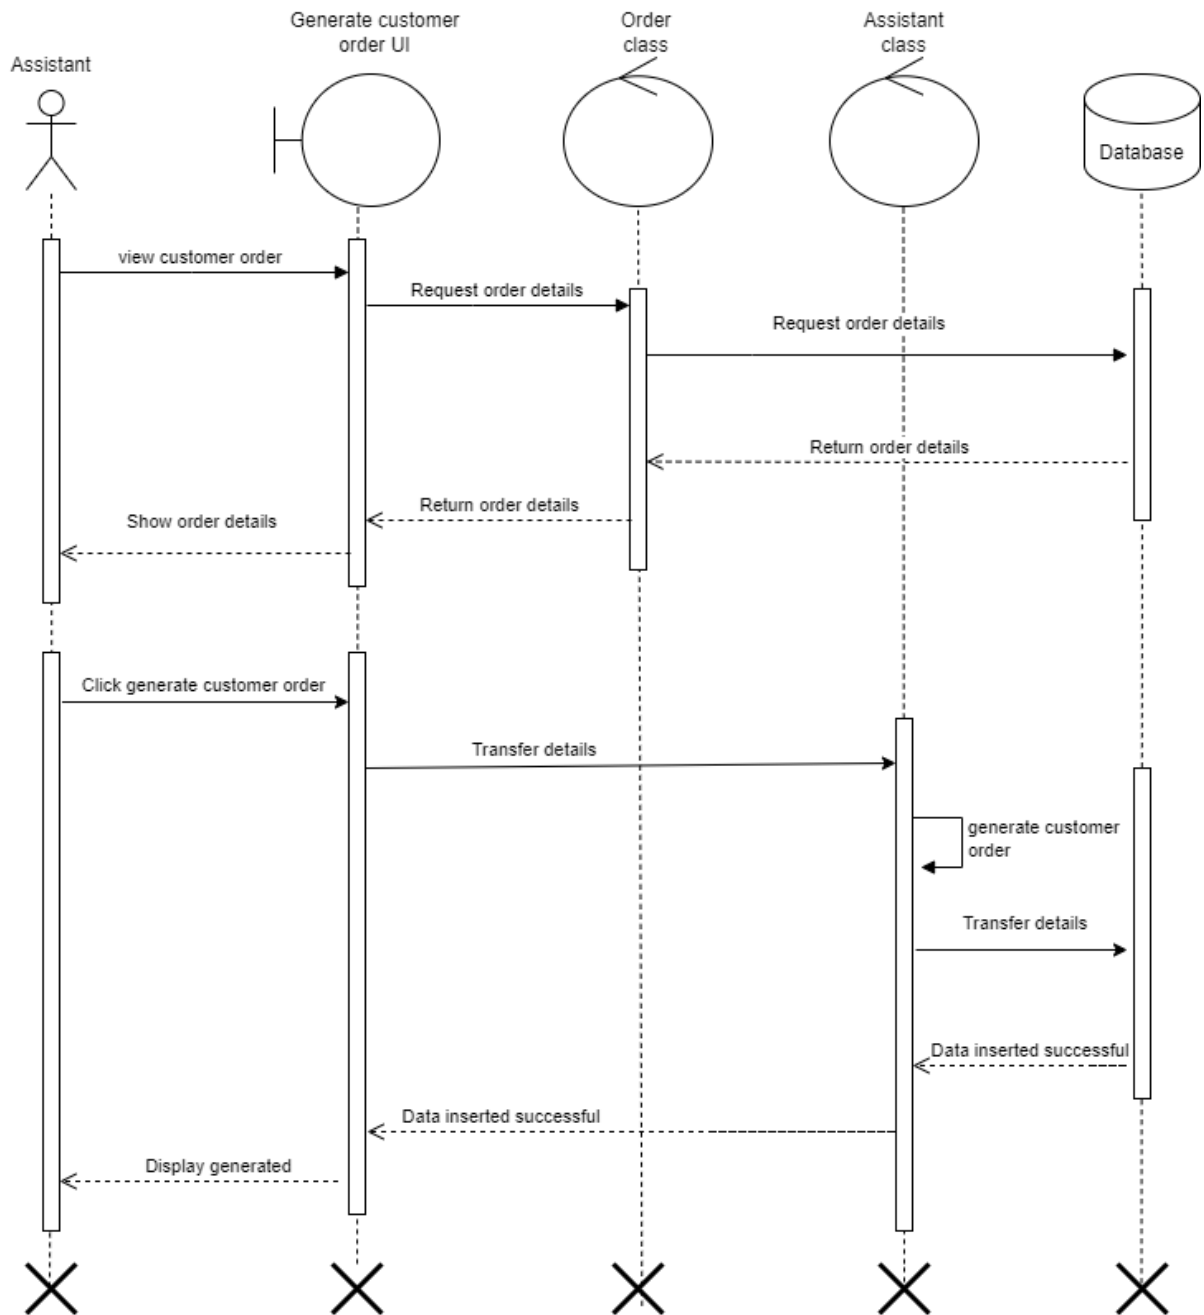 Generate customer
order UI
Order
class
Assistant
class
Assistant
Database
view customer order
Request order details
Request order details
Return order details
Return order details
Show order details
Click generate customer order
Transfer details
generate customer
order
Transfer details
Data inserted successful
Data inserted successful
Display generated